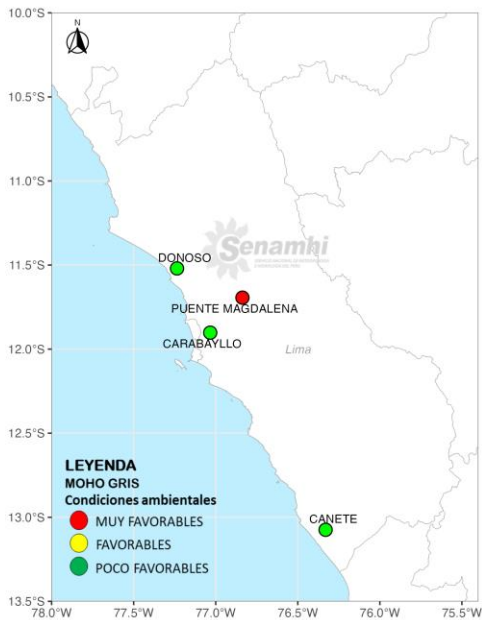 10.0°S
N
10.5°S
11.0°S
Senamhi
DONOSO
11.5°S
PUENTE MAGDALENA
CARABAYLLO
12.0°S
Lima
12.5°S
LEYENDA
MOHO GRIS
Condiciones ambientales
MUY FAVORABLES
FAVORABLES
POCO FAVORABLES
CANETE
13.0°S
13.5°S
78.0°W 77.5°W 77.0°W 76.5°W 76.0°W 75.5°W